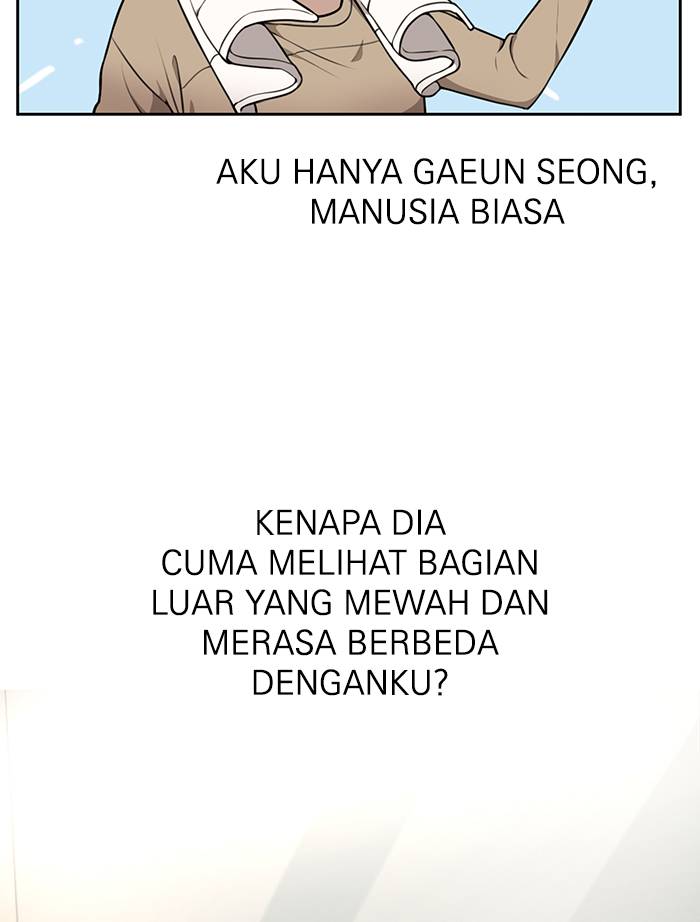 AKU HANYA GAEUN SEONG,
MANUSIA BIASA
KENAPA DIA
CUMA MELIHAT BAGIAN
LUAR YANG MEWAH DAN
MERASA BERBEDA
DENGANKU?